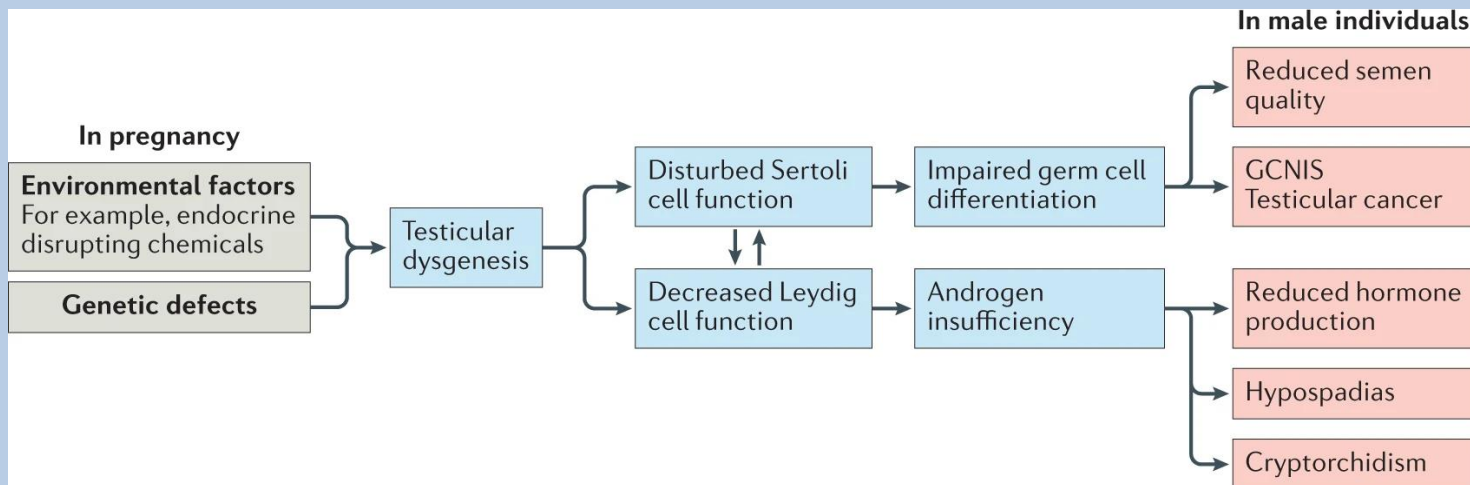 In pregnancy
Environmental factors
For example, endocrine
disrupting chemicals
Genetic defects
Testicular
dysgenesis
Disturbed Sertoli
cell function
Decreased Leydig
cell function
Impaired germ cell
differentiation
Androgen
insufficiency
In male individuals
Reduced semen
quality
GCNIS
Testicular cancer
Reduced hormone
production
Hypospadias
Cryptorchidism